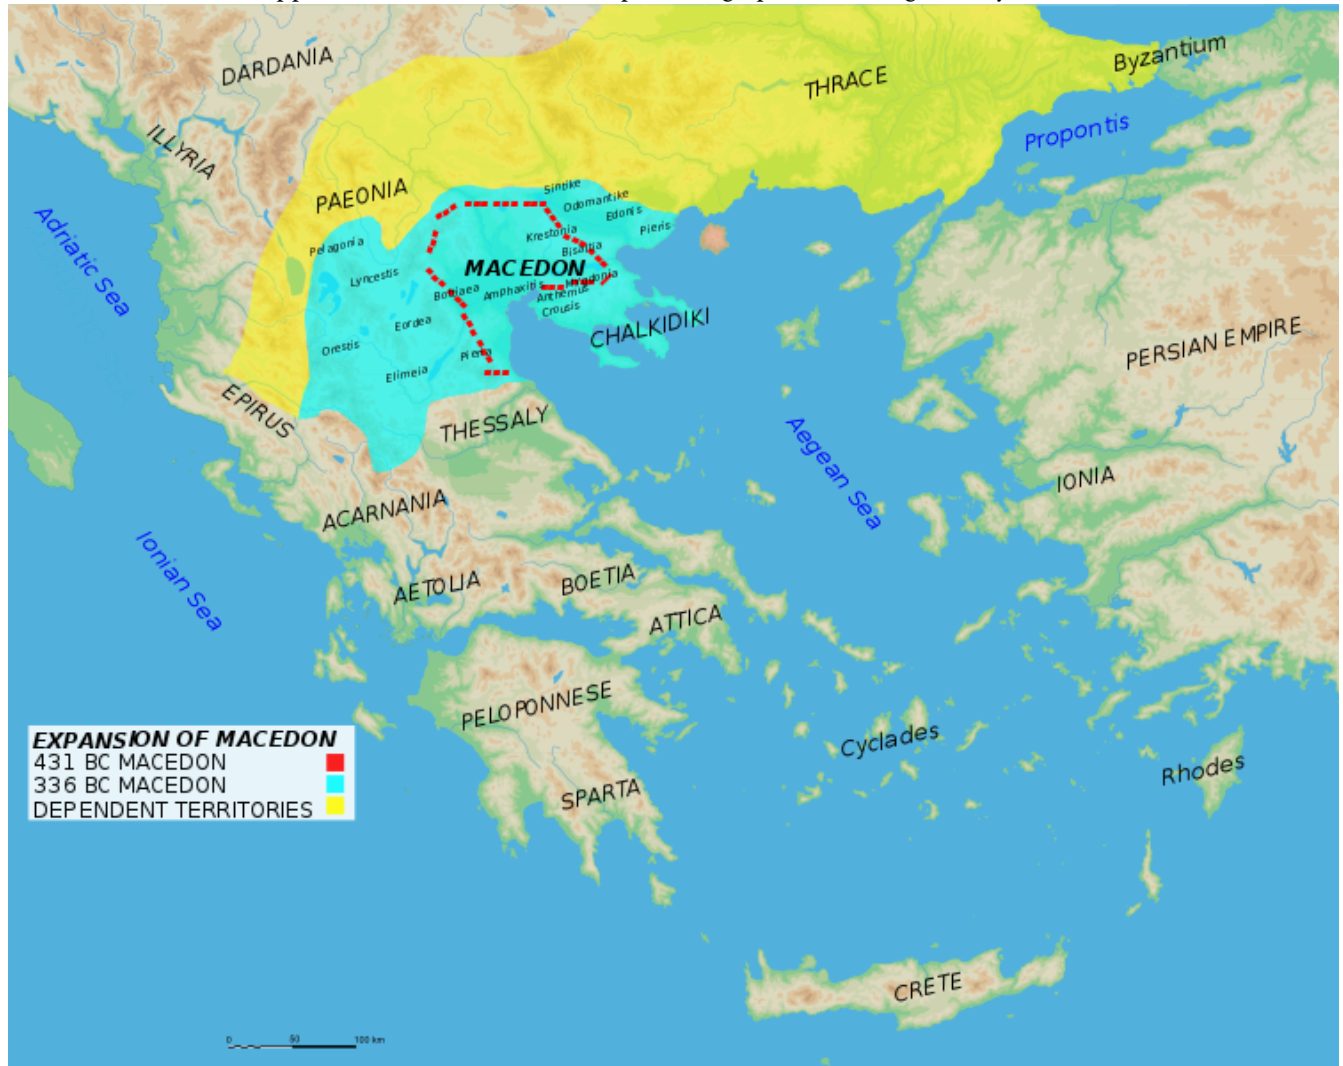 DARDANIA
Byzantium
THRACE
ILLYRIA
Propontis
PAEONIA
Sintike
Odomantike
Edonis
Pieris
Adriatic Sea
Pelagonia
Krestonia
Bisaltia
Lyncestis
MACEDON
Mygdonia
Bottiaea
Amphaxitis
Anthemus
Crousis
Eordea
CHALKIDIKI
Orestis
Pieria
PERSIAN EMPIRE
Elimeia
EPIRUS
THESSALY
Aegean Sea
IONIA
ACARNANIA
Ionian Sea
AETOLIA
BOETIA
ATTICA
PELOPONNESE
EXPANSION OF MACEDON
431 BC MACEDON
336 BC MACEDON
DEPENDENT TERRITORIES
Cyclades
Rhodes
SPARTA
CRETE
0 50 100 km